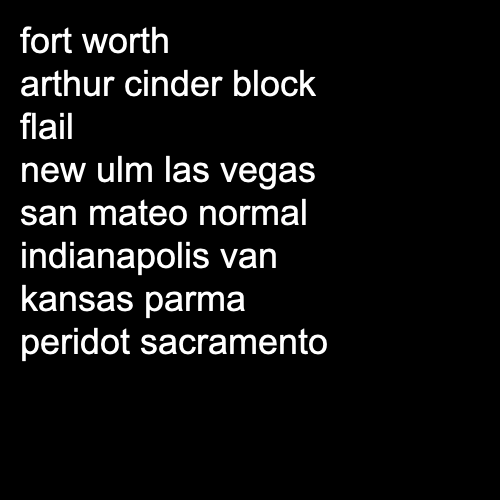 fort worth
arthur cinder block
flail
new ulm las vegas
san mateo normal
indianapolis van
kansas parma
peridot sacramento